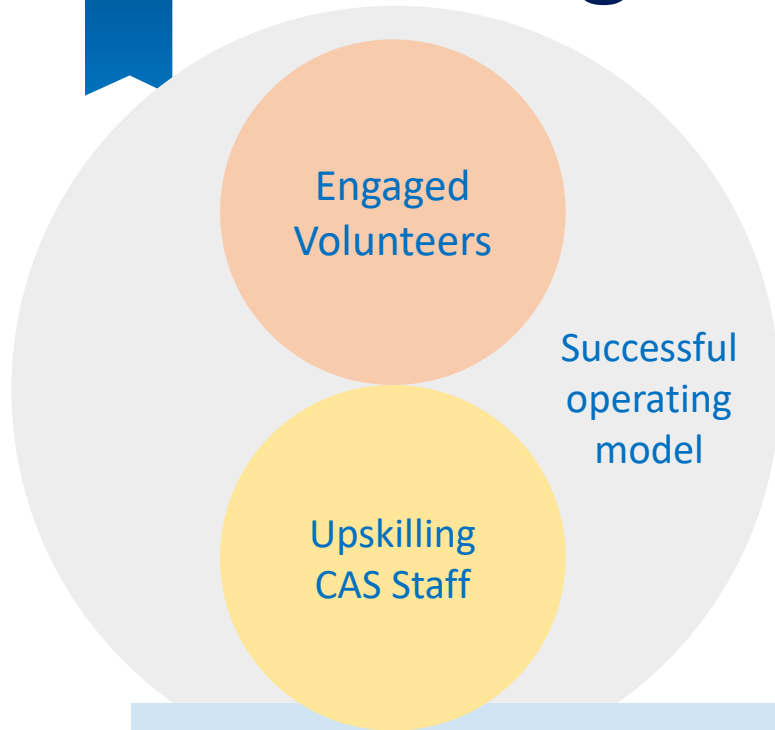 Engaged
Volunteers
Successful
operating
model
Upskilling
CAS Staff